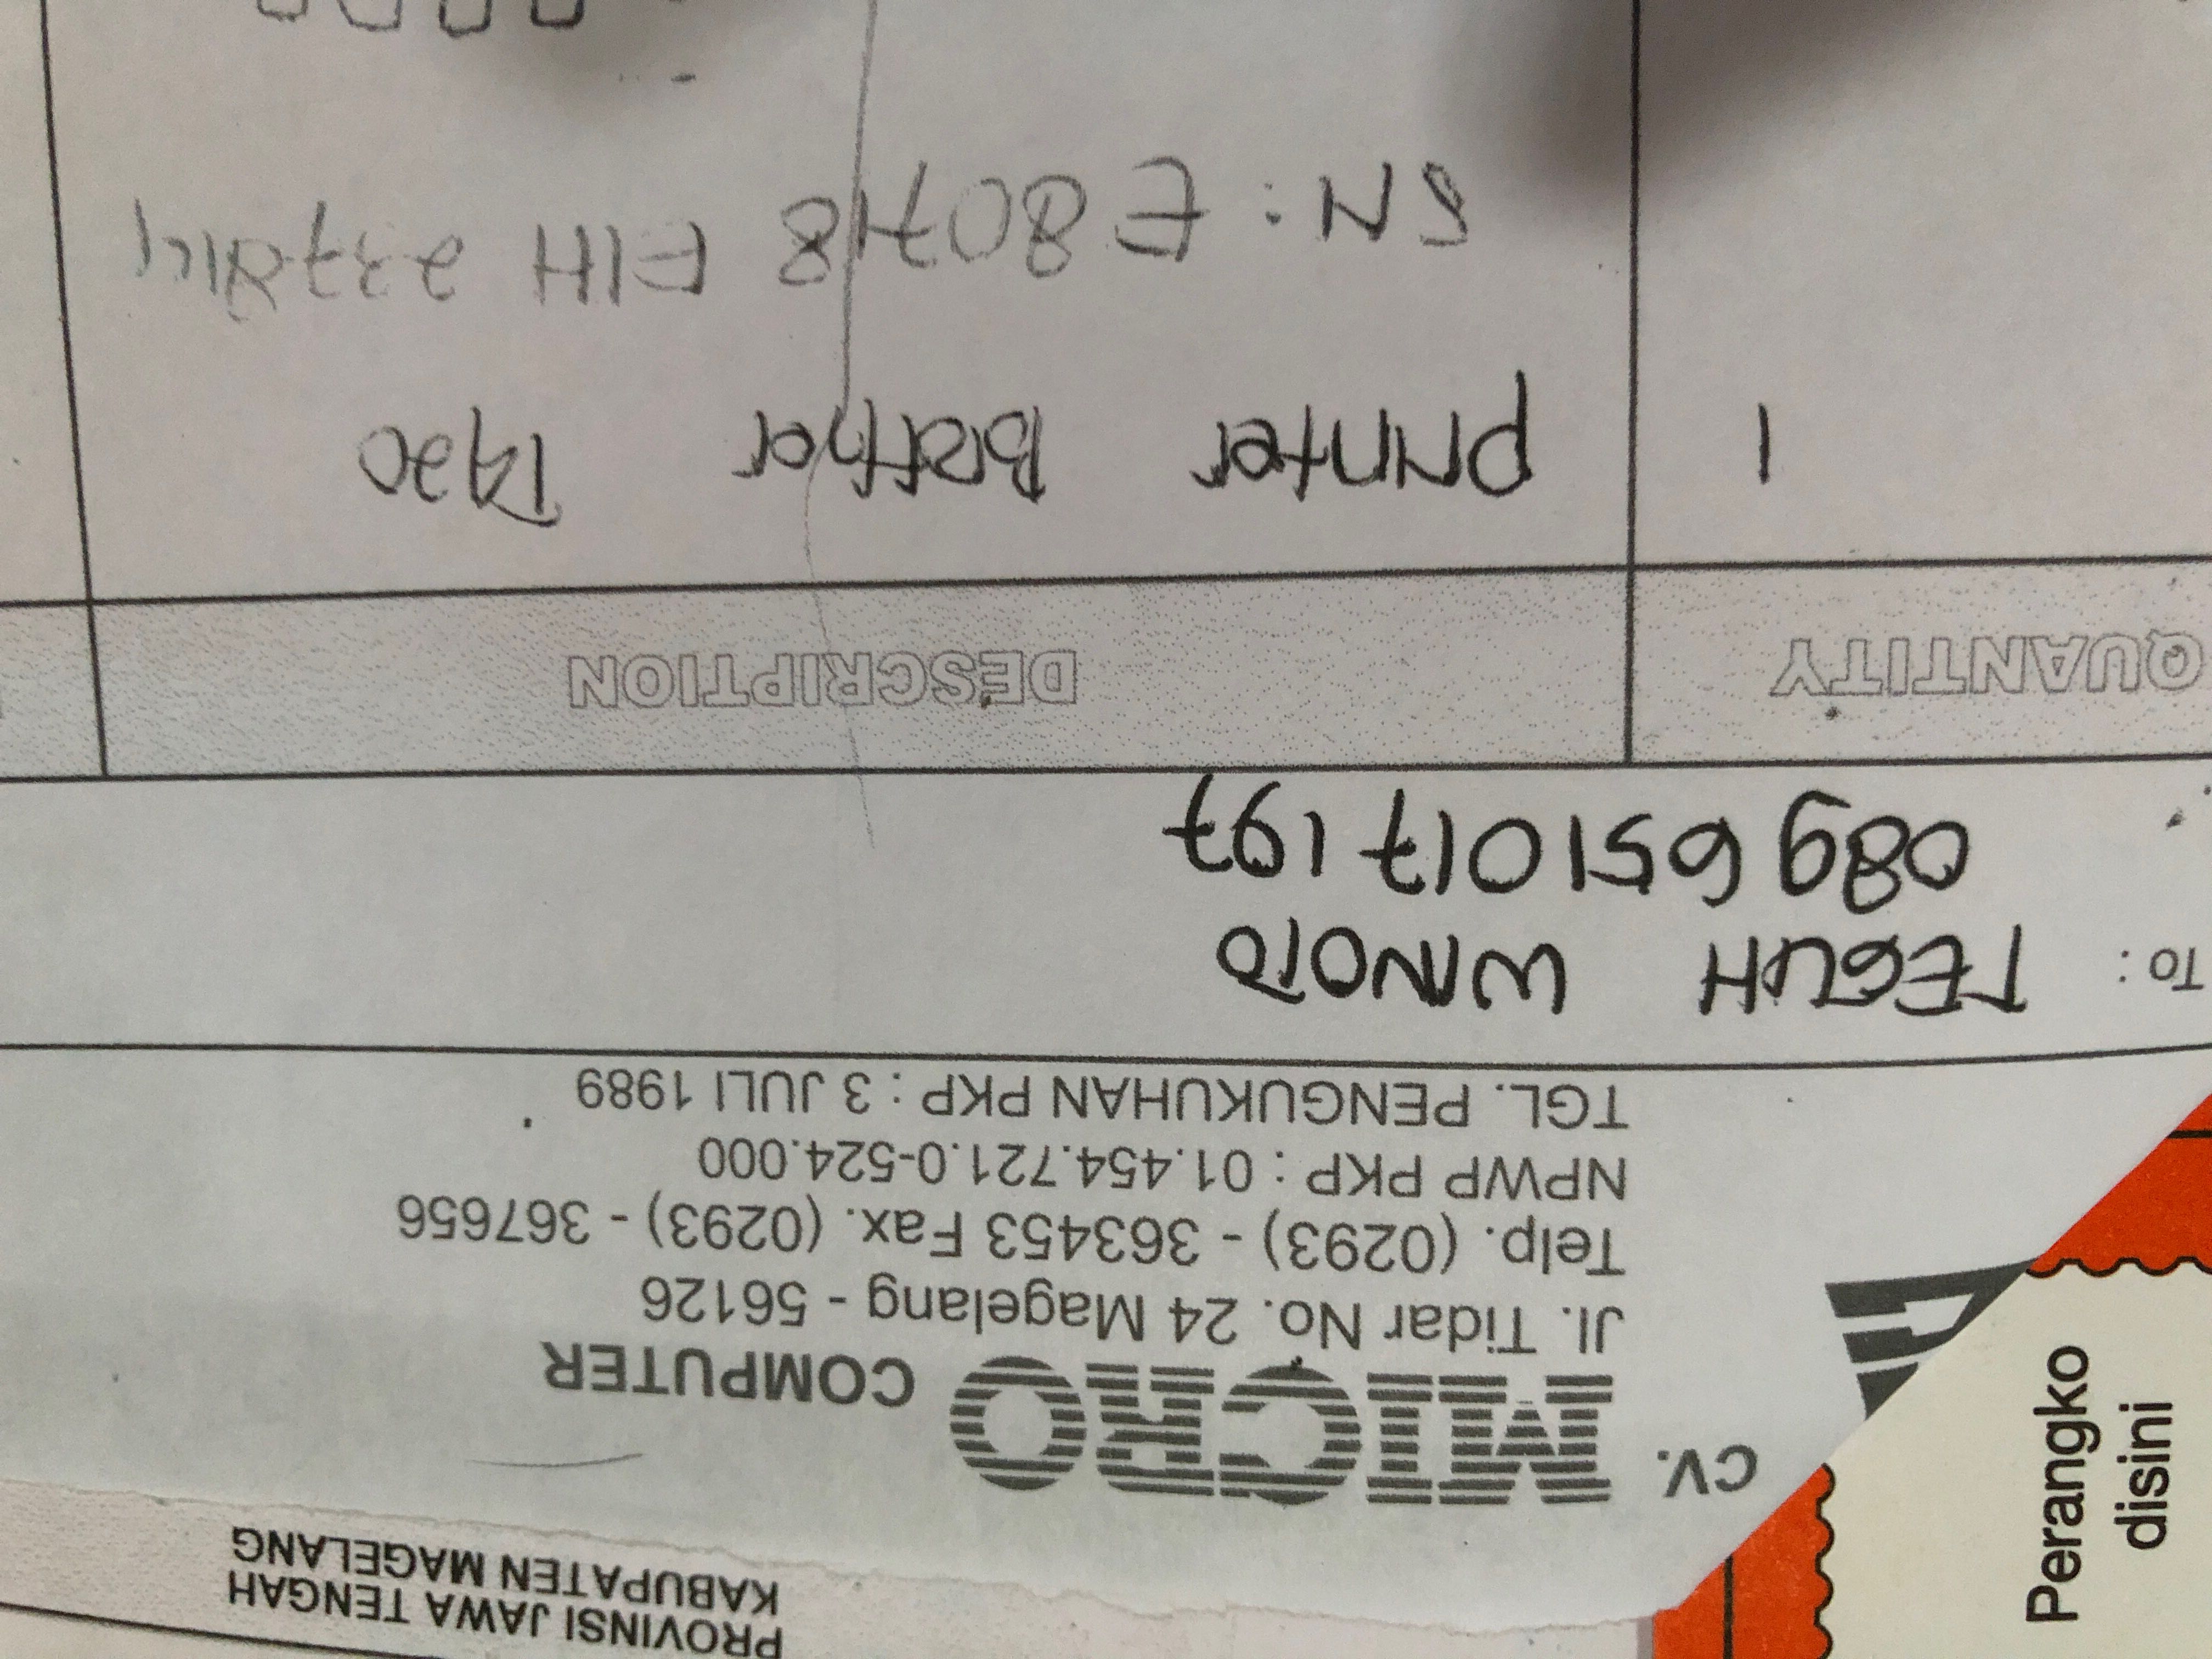 PROVINSI JAWA TENGAH
KABUPATEN MAGELANG
CV. MICRO COMPUTER
Jl. Tidar No. 24 Magelang - 56126
Telp. (0293) - 363453 Fax. (0293) - 367656
NPWP PKP : 01.454.721.0-524.000
TGL. PENGUKUHAN PKP : 3 JULI 1989
To : TEGUH WINOTO
089651017197
QUANTITY DESCRIPTION
1 printer Brother T420
SN: E80718 F1H
Perangko
disini